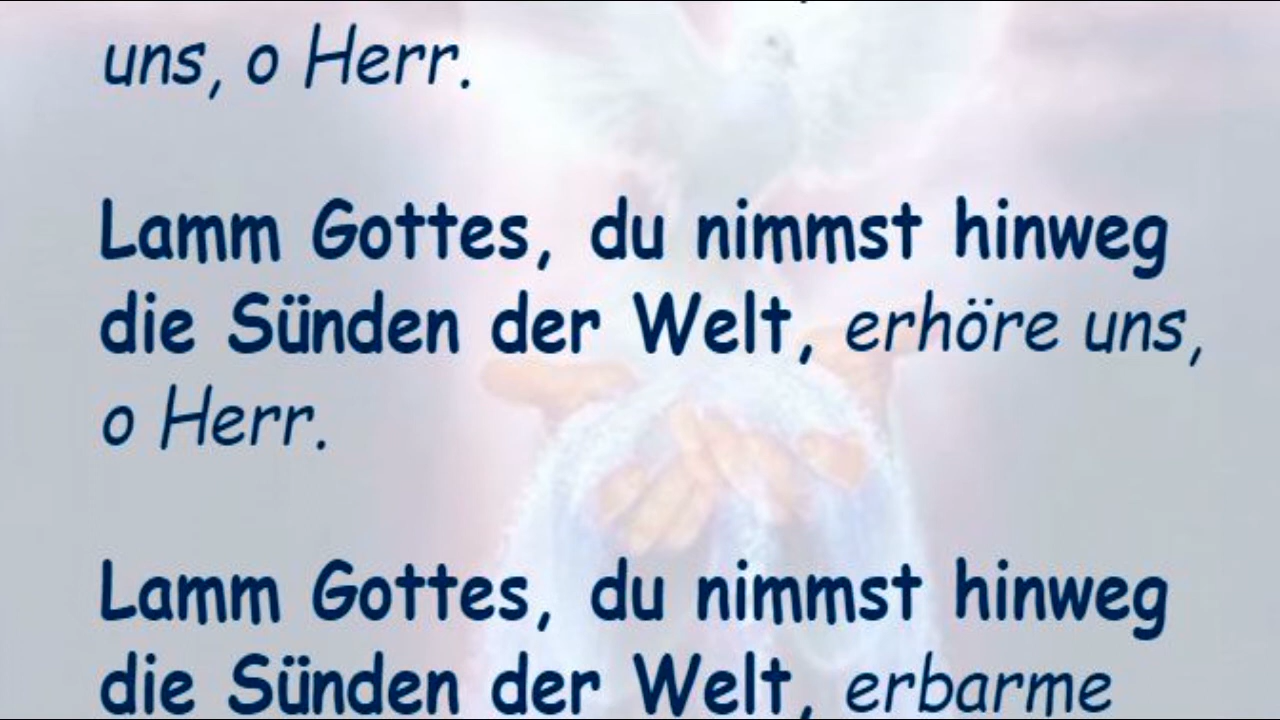 uns, o Herr.
Lamm Gottes, du nimmst hinweg
die Sünden der Welt, erhöre uns,
o Herr.
Lamm Gottes, du nimmst hinweg
die Sünden der Welt, erbarme